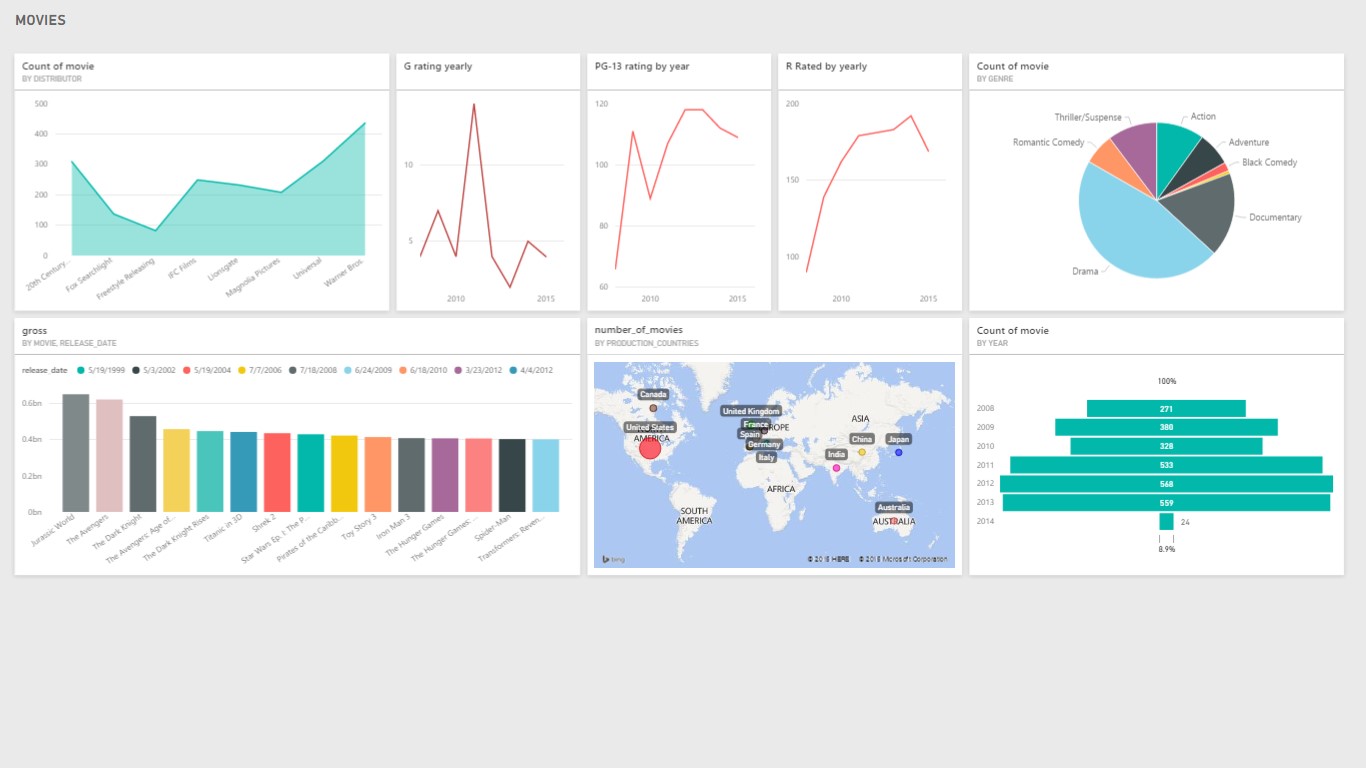 MOVIES
Count of movie
BY DISTRIBUTOR
500
400
300
200
100
0
20th Century...
Fox Searchlight
Freestyle Releasing
IFC Films
Lionsgate
Magnolia Pictures
Universal
Warner Bros.
G rating yearly
10
5
2010 2015
PG-13 rating by year
120
100
80
60
2010 2015
R Rated by yearly
200
150
100
2010 2015
Count of movie
BY GENRE
Thriller/Suspense
Action
Romantic Comedy
Adventure
Black Comedy
Documentary
Drama
gross
BY MOVIE, RELEASE_DATE
release_date 5/19/1999 5/3/2002 5/19/2004 7/7/2006 7/18/2008 6/24/2009 6/18/2010 3/23/2012 4/4/2012
0.6bn
0.4bn
0.2bn
0bn
Jurassic World
The Avengers
The Dark Knight
The Avengers: Age of...
The Dark Knight Rises
Titanic in 3D
Shrek 2
Star Wars Ep. I: The P...
Pirates of the Caribb...
Toy Story 3
Iron Man 3
The Hunger Games
The Hunger Games: ...
Spider-Man
Transformers: Reven...
number_of_movies
BY PRODUCTION_COUNTRIES
Canada
United Kingdom
United States
AMERICA
France
ROPE
Spain
Germany
Italy
ASIA
China
Japan
India
AFRICA
SOUTH
AMERICA
Australia
AUSTRALIA
bing
© 2016 HERE © 2016 Microsoft Corporation
Count of movie
BY YEAR
100%
2008 271
2009 380
2010 328
2011 533
2012 568
2013 559
2014 24
8.9%